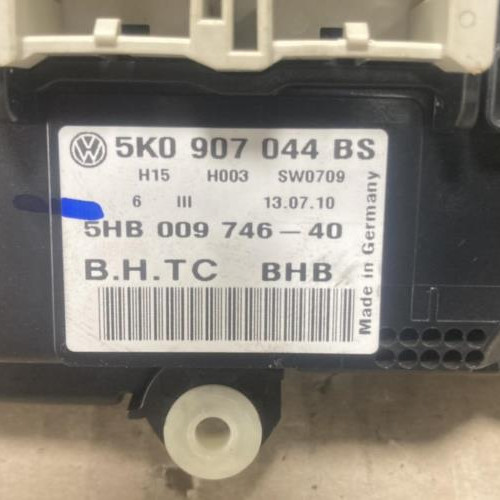 5K0 907 044 BS
H15 H003 SW0709
6 III 13.07.10
5HB 009 746-40
B.H.TC BHB
Made in Germany